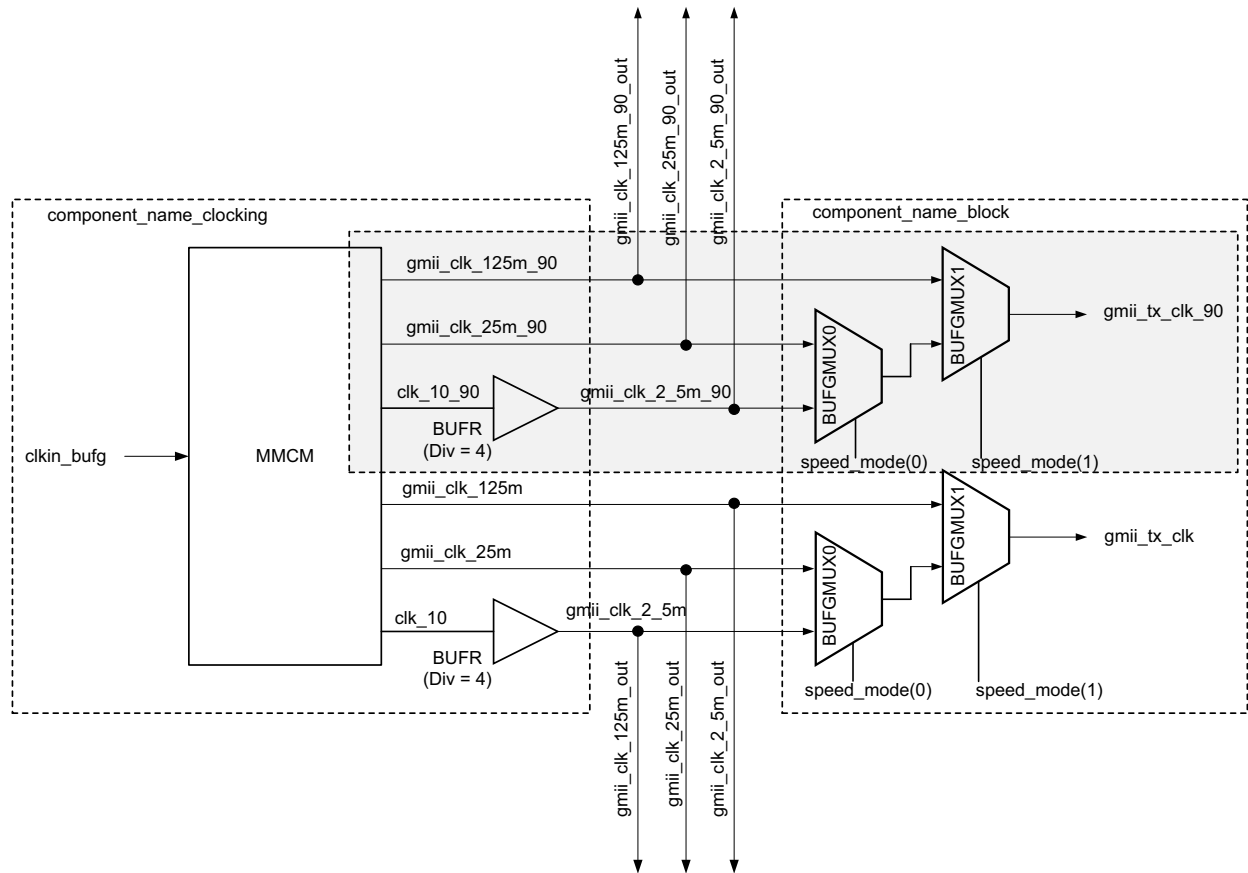 gmii_clk_125m_90_out
gmii_clk_25m_90_out
gmii_clk_2_5m_90_out
component_name_clocking
component_name_block
gmii_clk_125m_90
BUFGMUX1
gmii_tx_clk_90
gmii_clk_25m_90
BUFGMUX0
clk_10_90
gmii_clk_2_5m_90
BUFR
(Div = 4)
clkin_bufg
MMCM
speed_mode(0)
speed_mode(1)
gmii_clk_125m
BUFGMUX1
gmii_tx_clk
gmii_clk_25m
BUFGMUX0
clk_10
gmii_clk_2_5m
BUFR
(Div = 4)
speed_mode(0)
speed_mode(1)
gmii_clk_125m_out
gmii_clk_25m_out
gmii_clk_2_5m_out